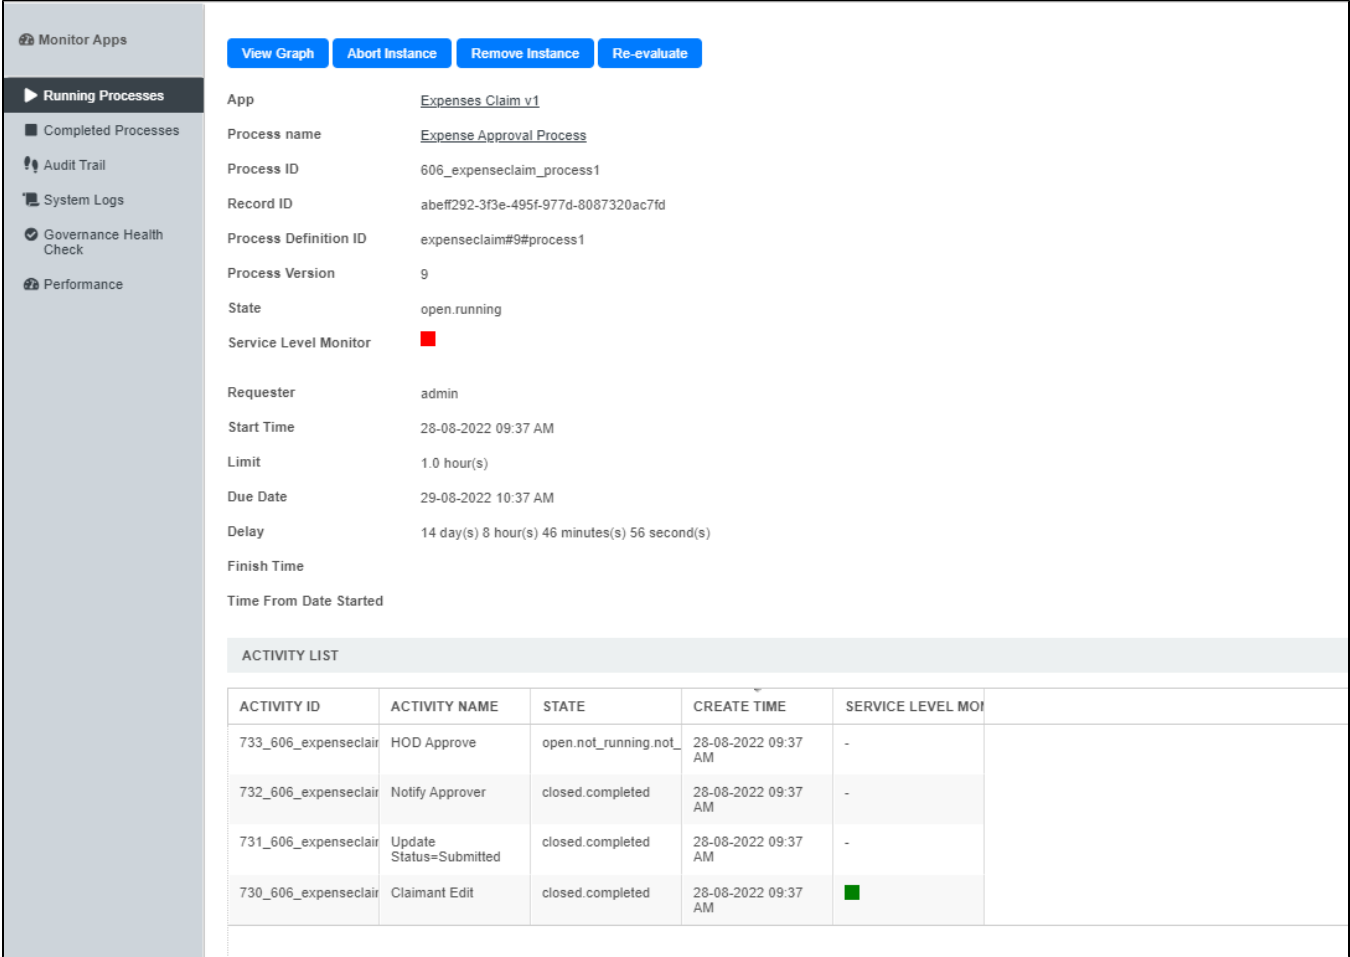 Monitor Apps
Running Processes
Completed Processes
Audit Trail
System Logs
Governance Health
Check
Performance
View Graph Abort Instance Remove Instance Re-evaluate
App Expenses Claim v1
Process name Expense Approval Process
Process ID 606_expenseclaim_process1
Record ID abeff292-3f3e-495f-977d-8087320ac7fd
Process Definition ID expenseclaim#9#process1
Process Version 9
State open.running
Service Level Monitor
Requester admin
Start Time 28-08-2022 09:37 AM
Limit 1.0 hour(s)
Due Date 29-08-2022 10:37 AM
Delay 14 day(s) 8 hour(s) 46 minutes(s) 56 second(s)
Finish Time
Time From Date Started
ACTIVITY LIST
ACTIVITY ID ACTIVITY NAME STATE CREATE TIME SERVICE LEVEL MON
733_606_expenseclair HOD Approve open.not_running.not_ 28-08-2022 09:37
AM -
732_606_expenseclair Notify Approver closed.completed 28-08-2022 09:37
AM -
731_606_expenseclair Update
Status=Submitted closed.completed 28-08-2022 09:37
AM -
730_606_expenseclair Claimant Edit closed.completed 28-08-2022 09:37
AM